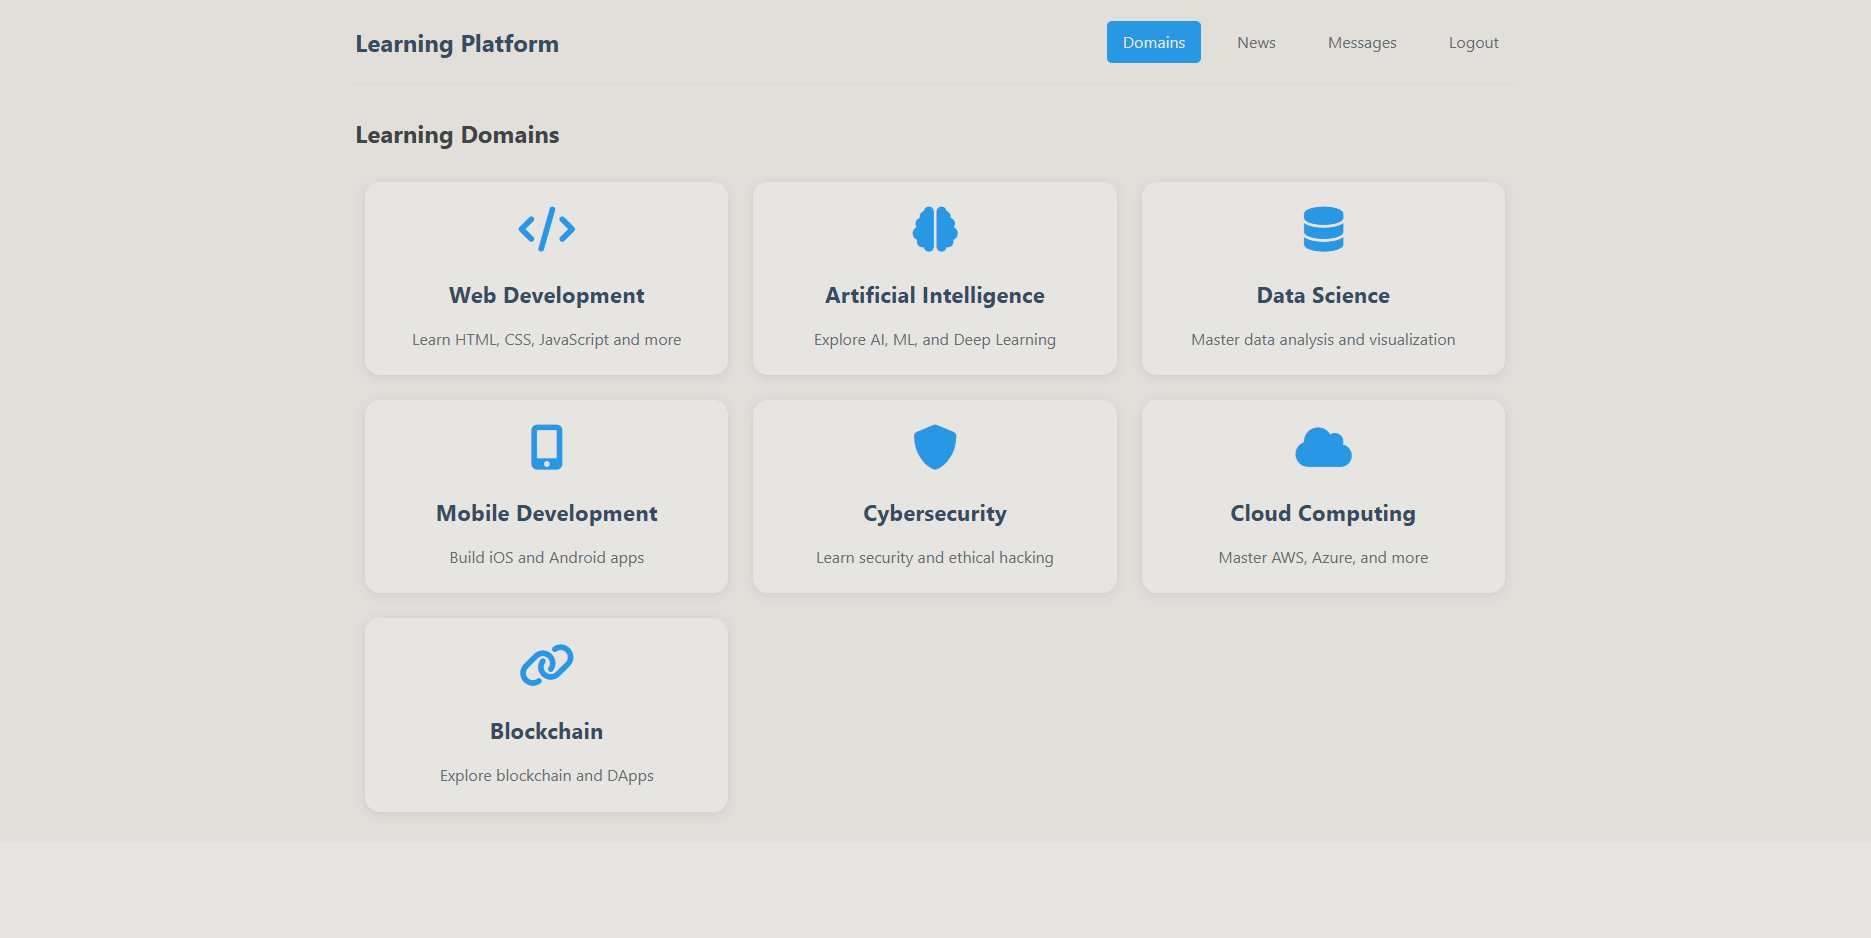 Learning Platform
Domains
News
Messages
Logout
Learning Domains
Web Development
Learn HTML, CSS, JavaScript and more
Artificial Intelligence
Explore AI, ML, and Deep Learning
Data Science
Master data analysis and visualization
Mobile Development
Build iOS and Android apps
Cybersecurity
Learn security and ethical hacking
Cloud Computing
Master AWS, Azure, and more
Blockchain
Explore blockchain and DApps